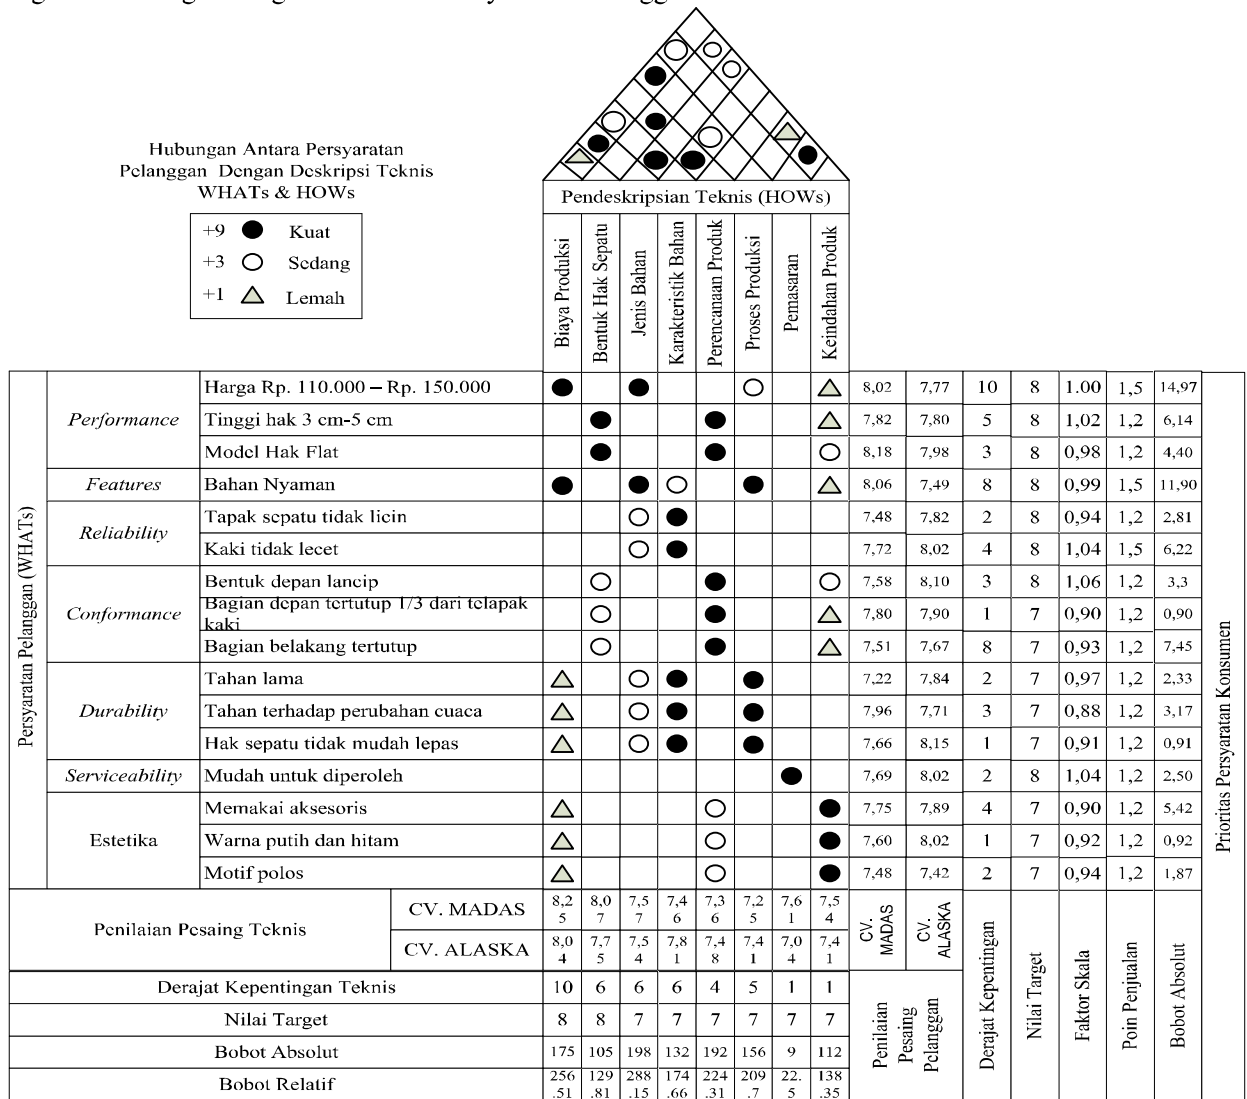 Hubungan Antara Persyaratan
Pelanggan Dengan Deskripsi Teknis
WHATs & HOWs
+9 Kuat
+3 Sedang
+1 Lemah
Pendeskripsian Teknis (HOWs)
Biaya Produksi
Bentuk Hak Sepatu
Jenis Bahan
Karakteristik Bahan
Perencanaan Produk
Proses Produksi
Pemasaran
Keindahan Produk
Persyaratan Pelanggan (WHATs)
Performance
Harga Rp. 110.000 – Rp. 150.000 8,02 7,77 10 8 1.00 1,5 14,97
Tinggi hak 3 cm-5 cm 7,82 7,80 5 8 1,02 1,2 6,14
Model Hak Flat 8,18 7,98 3 8 0,98 1,2 4,40
Features
Bahan Nyaman 8,06 7,49 8 8 0,99 1,5 11,90
Reliability
Tapak sepatu tidak licin 7,48 7,82 2 8 0,94 1,2 2,81
Kaki tidak lecet 7,72 8,02 4 8 1,04 1,5 6,22
Conformance
Bentuk depan lancip 7,58 8,10 3 8 1,06 1,2 3,3
Bagian depan tertutup 1/3 dari telapak
kaki 7,80 7,90 1 7 0,90 1,2 0,90
Bagian belakang tertutup 7,51 7,67 8 7 0,93 1,2 7,45
Durability
Tahan lama 7,22 7,84 2 7 0,97 1,2 2,33
Tahan terhadap perubahan cuaca 7,96 7,71 3 7 0,88 1,2 3,17
Hak sepatu tidak mudah lepas 7,66 8,15 1 7 0,91 1,2 0,91
Serviceability
Mudah untuk diperoleh 7,69 8,02 2 8 1,04 1,2 2,50
Estetika
Memakai aksesoris 7,75 7,89 4 7 0,90 1,2 5,42
Warna putih dan hitam 7,60 8,02 1 7 0,92 1,2 0,92
Motif polos 7,48 7,42 2 7 0,94 1,2 1,87
Prioritas Persyaratan Konsumen
Penilaian Pesaing Teknis
CV. MADAS 8,25 8,07 7,57 7,46 7,36 7,25 7,61 7,54
CV. ALASKA 8,04 7,75 7,54 7,81 7,48 7,41 7,04 7,41
Derajat Kepentingan Teknis 10 6 6 6 4 5 1 1
Nilai Target 8 8 7 7 7 7 7 7
Bobot Absolut 175 105 198 132 192 156 9 112
Bobot Relatif 256.51 129.81 288.15 174.66 224.31 209.7 22.5 138.35
CV. MADAS
CV. ALASKA
Penilaian Pesaing Pelanggan
Derajat Kepentingan
Nilai Target
Faktor Skala
Poin Penjualan
Bobot Absolut